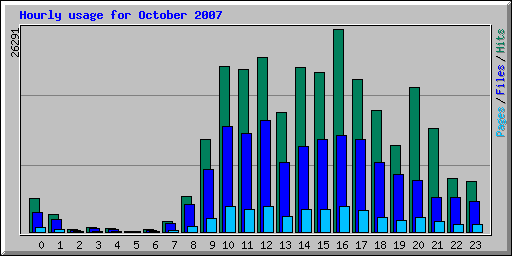 Hourly usage for October 2007
26291
Pages / Files / Hits
0 1 2 3 4 5 6 7 8 9 10 11 12 13 14 15 16 17 18 19 20 21 22 23